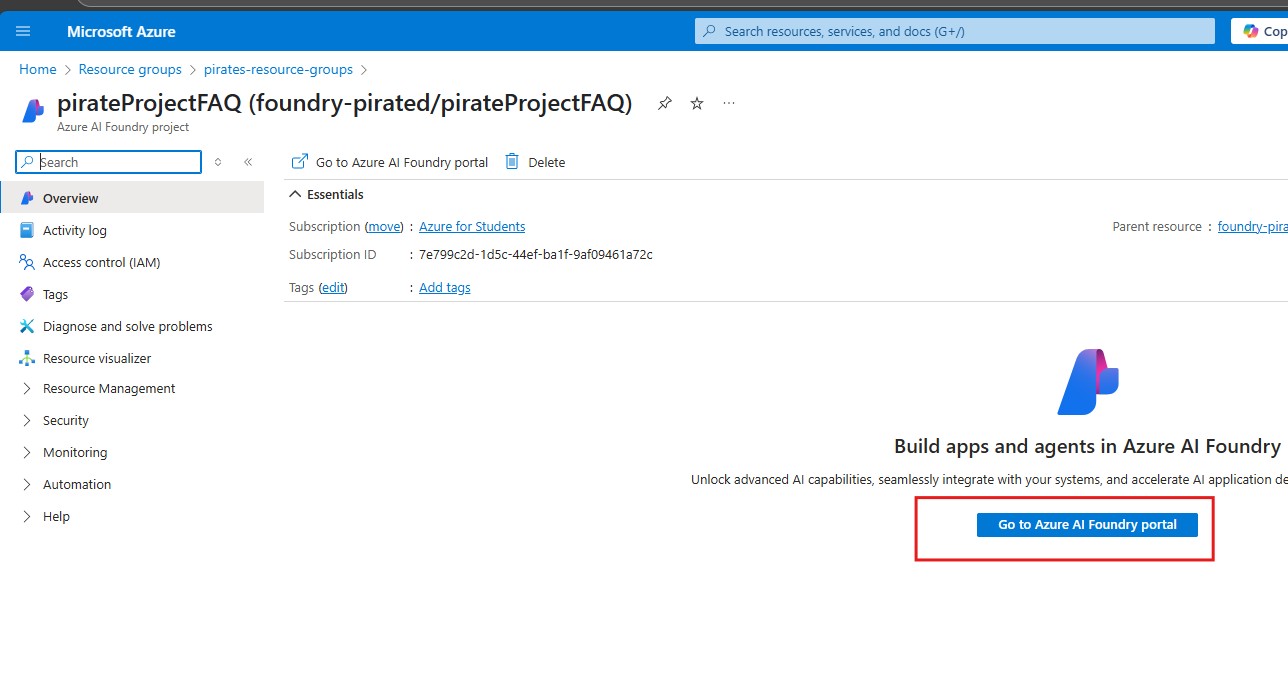 Microsoft Azure
Search resources, services, and docs (G+/)
Cop
Home > Resource groups > pirates-resource-groups >
pirateProjectFAQ (foundry-pirated/pirateProjectFAQ) ...
Azure AI Foundry project
Search
Go to Azure AI Foundry portal
Delete
Overview
Activity log
Access control (IAM)
Tags
Diagnose and solve problems
Resource visualizer
Resource Management
Security
Monitoring
Automation
Help
Essentials
Subscription (move) : Azure for Students
Parent resource : foundry-pira
Subscription ID : 7e799c2d-1d5c-44ef-ba1f-9af09461a72c
Tags (edit) : Add tags
Build apps and agents in Azure AI Foundry
Unlock advanced AI capabilities, seamlessly integrate with your systems, and accelerate AI application de
Go to Azure AI Foundry portal